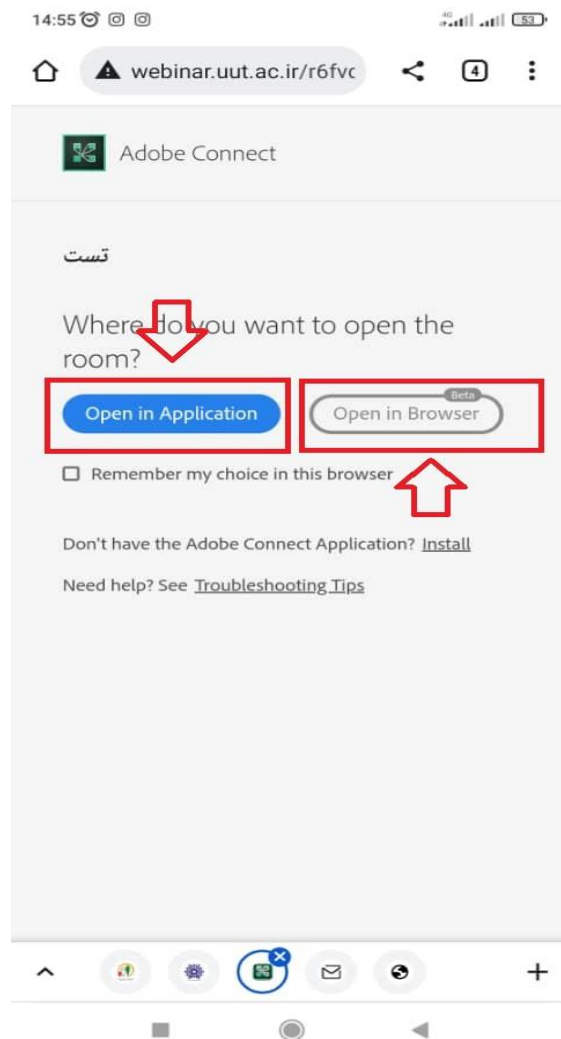 14:55
4G
53
webinar.uut.ac.ir/r6fvc
4
Adobe Connect
تست
Where do you want to open the
room?
Open in Application
Beta
Open in Browser
Remember my choice in this browser
Don't have the Adobe Connect Application? Install
Need help? See Troubleshooting Tips